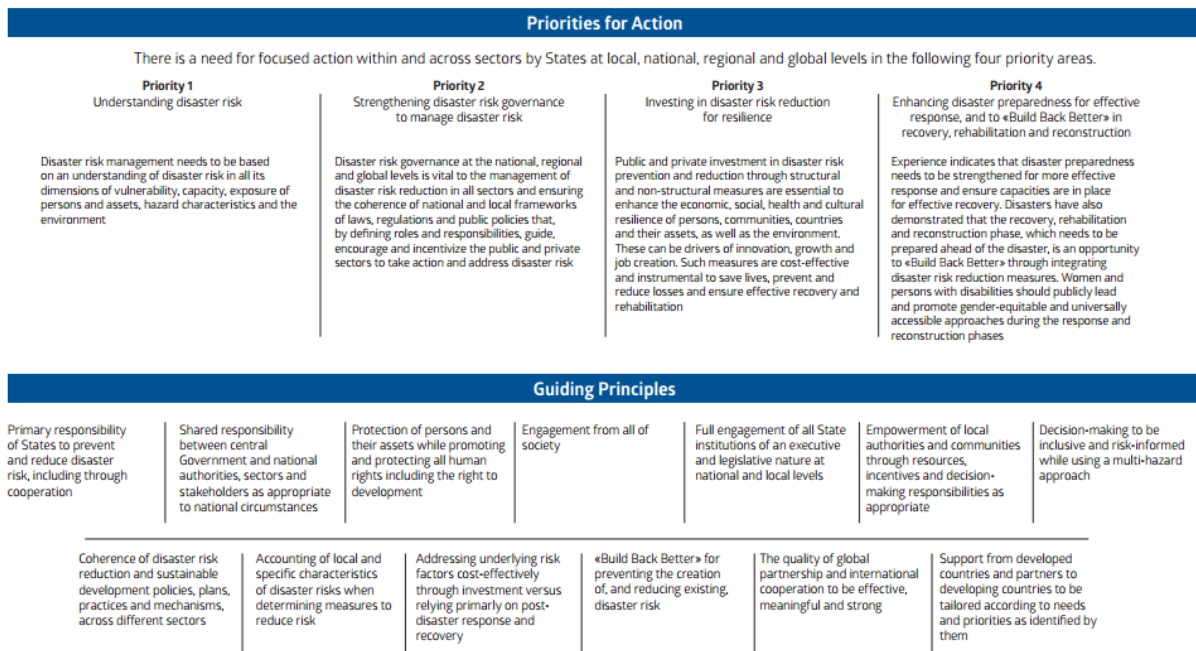 Priorities for Action
There is a need for focused action within and across sectors by States at local, national, regional and global levels in the following four priority areas.
Priority 1
Understanding disaster risk
Disaster risk management needs to be based
on an understanding of disaster risk in all its
dimensions of vulnerability, capacity, exposure of
persons and assets, hazard characteristics and the
environment
Priority 2
Strengthening disaster risk governance
to manage disaster risk
Disaster risk governance at the national, regional
and global levels is vital to the management of
disaster risk reduction in all sectors and ensuring
the coherence of national and local frameworks
of laws, regulations and public policies that,
by defining roles and responsibilities, guide,
encourage and incentivize the public and private
sectors to take action and address disaster risk
Priority 3
Investing in disaster risk reduction
for resilience
Public and private investment in disaster risk
prevention and reduction through structural
and non-structural measures are essential to
enhance the economic, social, health and cultural
resilience of persons, communities, countries
and their assets, as well as the environment.
These can be drivers of innovation, growth and
job creation. Such measures are cost-effective
and instrumental to save lives, prevent and
reduce losses and ensure effective recovery and
rehabilitation
Priority 4
Enhancing disaster preparedness for effective
response, and to «Build Back Better» in
recovery, rehabilitation and reconstruction
Experience indicates that disaster preparedness
needs to be strengthened for more effective
response and ensure capacities are in place
for effective recovery. Disasters have also
demonstrated that the recovery, rehabilitation
and reconstruction phase, which needs to be
prepared ahead of the disaster, is an opportunity
to «Build Back Better» through integrating
disaster risk reduction measures. Women and
persons with disabilities should publicly lead
and promote gender-equitable and universally
accessible approaches during the response and
reconstruction phases
Guiding Principles
Primary responsibility
of States to prevent
and reduce disaster
risk, including through
cooperation
Shared responsibility
between central
Government and national
authorities, sectors and
stakeholders as appropriate
to national circumstances
Protection of persons and
their assets while promoting
and protecting all human
rights including the right to
development
Engagement from all of
society
Full engagement of all State
institutions of an executive
and legislative nature at
national and local levels
Empowerment of local
authorities and communities
through resources,
incentives and decision-
making responsibilities as
appropriate
Decision-making to be
inclusive and risk-informed
while using a multi-hazard
approach
Coherence of disaster risk
reduction and sustainable
development policies, plans,
practices and mechanisms,
across different sectors
Accounting of local and
specific characteristics
of disaster risks when
determining measures to
reduce risk
Addressing underlying risk
factors cost-effectively
through investment versus
relying primarily on post-
disaster response and
recovery
«Build Back Better» for
preventing the creation
of, and reducing existing,
disaster risk
The quality of global
partnership and international
cooperation to be effective,
meaningful and strong
Support from developed
countries and partners to
developing countries to be
tailored according to needs
and priorities as identified by
them